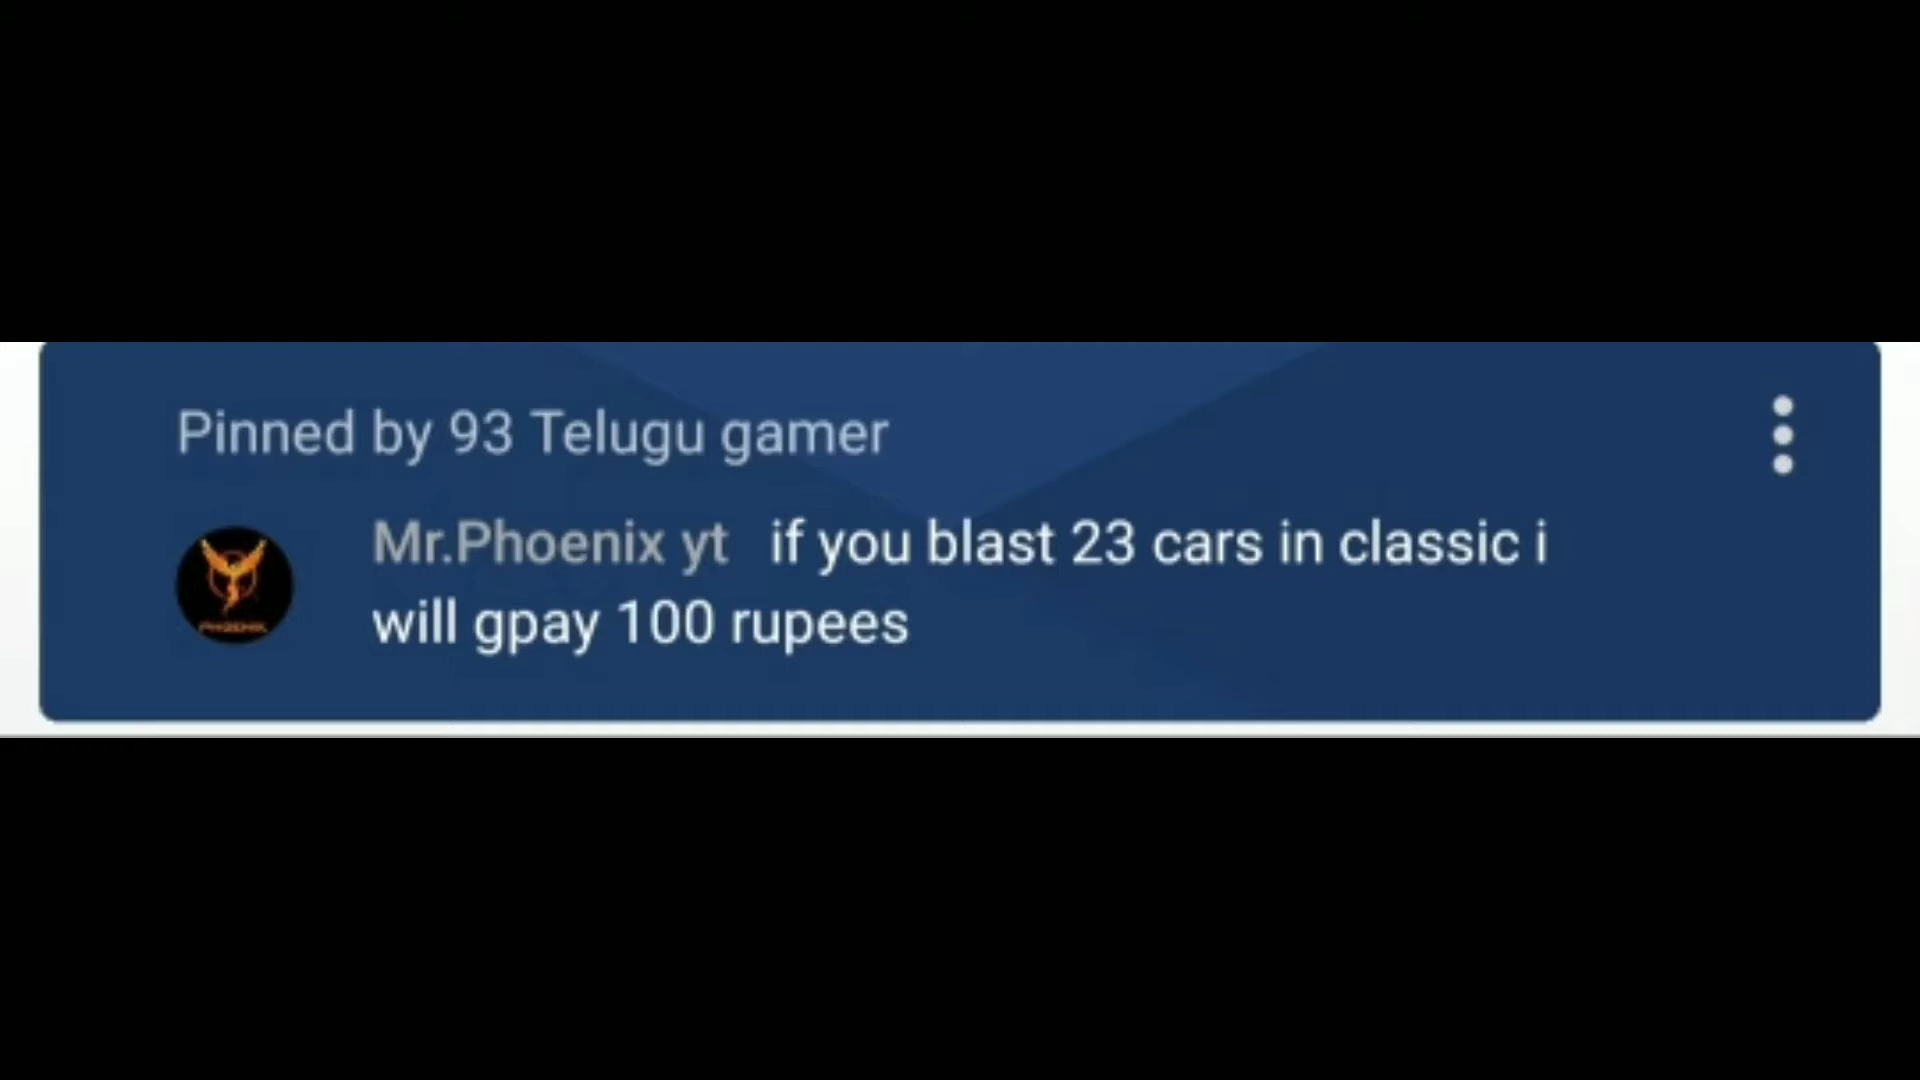 Pinned by 93 Telugu gamer
Mr.Phoenix yt if you blast 23 cars in classic i
will gpay 100 rupees
PHOENIX